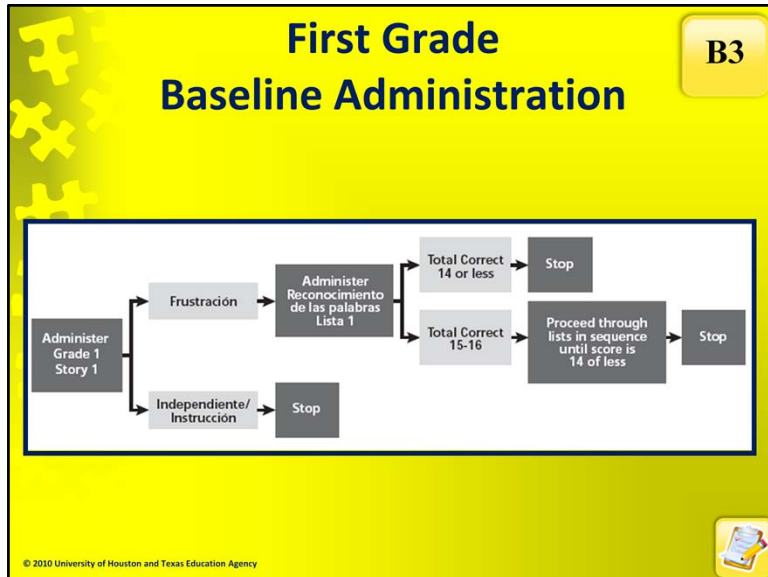 First Grade
Baseline Administration
B3
Administer
Grade 1
Story 1
Frustración
Administer
Reconocimiento
de las palabras
Lista 1
Total Correct
14 or less
Stop
Total Correct
15-16
Proceed through
lists in sequence
until score is
14 of less
Stop
Independiente/
Instrucción
Stop
© 2010 University of Houston and Texas Education Agency